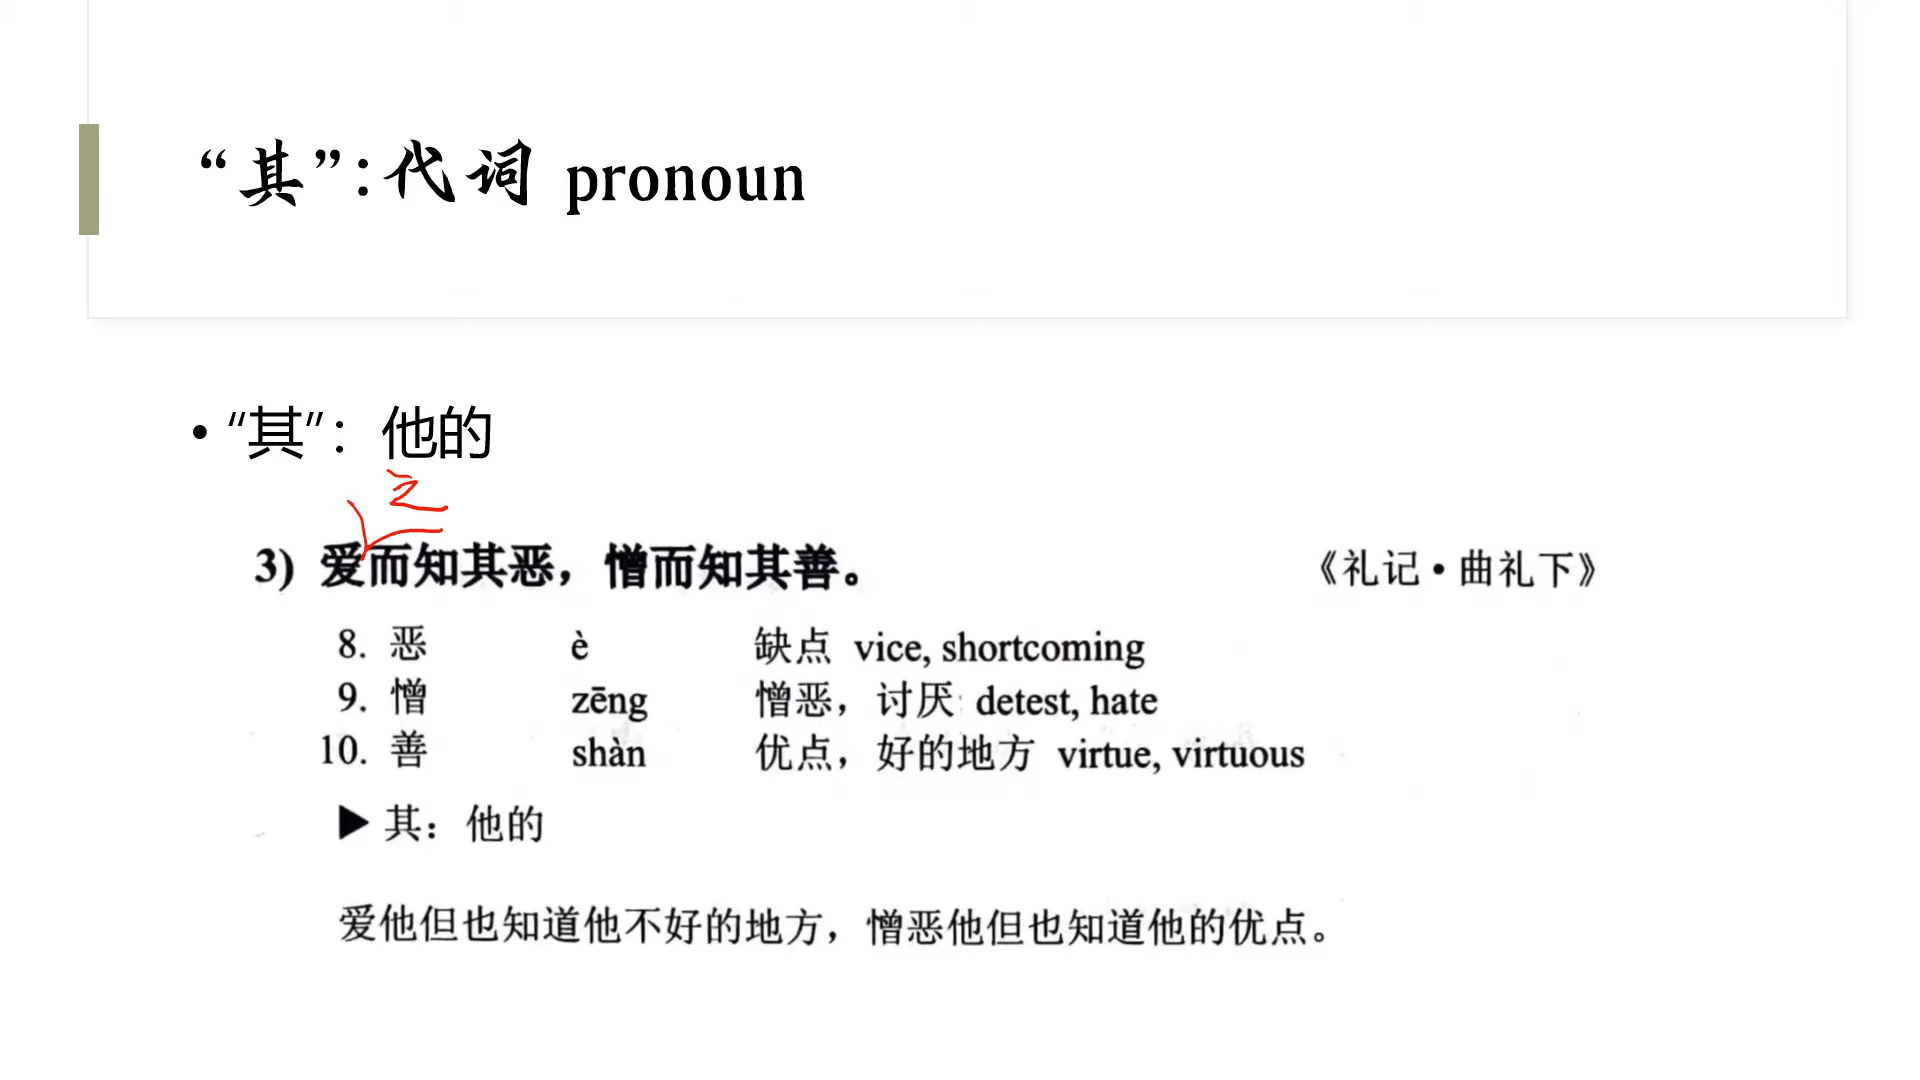 “其”：代词 pronoun
• “其”：他的
之
3) 爱而知其恶，憎而知其善。 《礼记•曲礼下》
8. 恶 è 缺点 vice, shortcoming
9. 憎 zēng 憎恶，讨厌 detest, hate
10. 善 shàn 优点，好的地方 virtue, virtuous
▶ 其：他的
爱他但也知道他不好的地方，憎恶他但也知道他的优点。